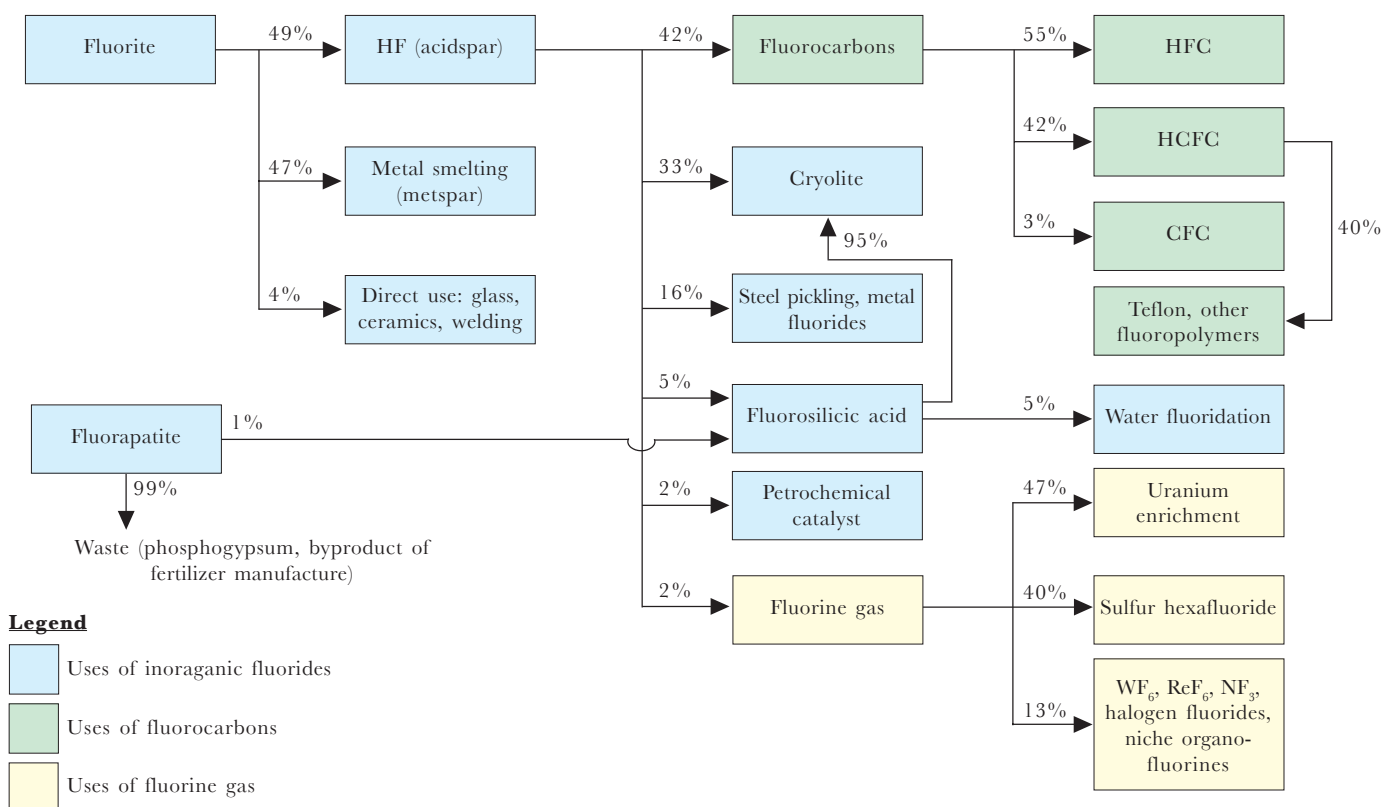 Fluorite
49%
HF (acidspar)
42%
Fluorocarbons
55%
HFC
42%
HCFC
47%
Metal smelting
(metspar)
33%
Cryolite
3%
CFC
40%
95%
4%
Direct use: glass,
ceramics, welding
16%
Steel pickling, metal
fluorides
Teflon, other
fluoropolymers
5%
Fluorosilicic acid
5%
Water fluoridation
Fluorapatite
1%
99%
Waste (phosphogypsum, byproduct of
fertilizer manufacture)
2%
Petrochemical
catalyst
47%
Uranium
enrichment
2%
Fluorine gas
40%
Sulfur hexafluoride
13%
WF₆, ReF₆, NF₃,
halogen fluorides,
niche organo-
fluorines
Legend
Uses of inoraganic fluorides
Uses of fluorocarbons
Uses of fluorine gas